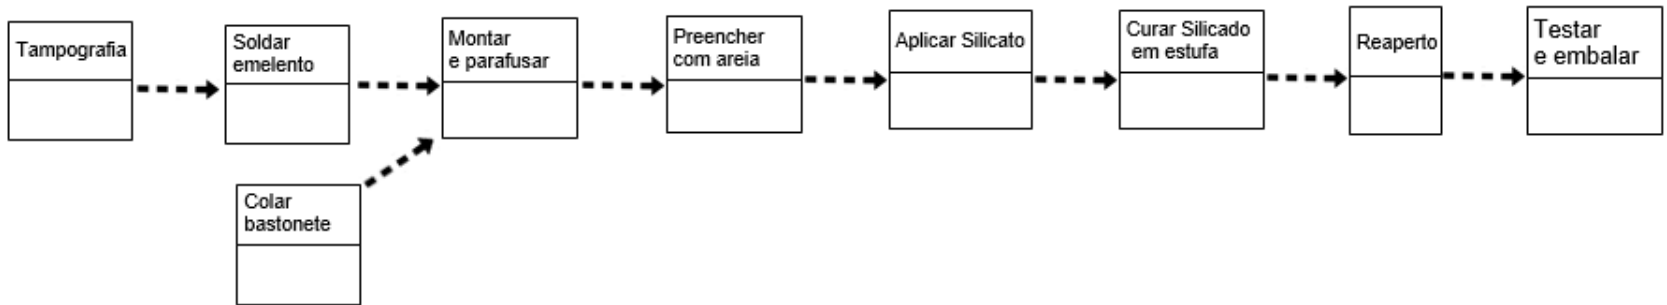 Tampografia
Soldar
emelento
Montar
e parafusar
Preencher
com areia
Aplicar Silicato
Curar Silicado
em estufa
Reaperto
Testar
e embalar
Colar
bastonete